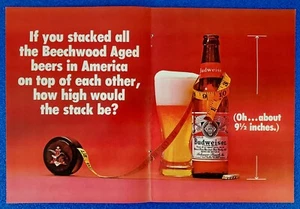 If you stacked all
the Beechwood Aged
beers in America
on top of each other,
how high would
the stack be?
(Oh...about
9½ inches.)
Budweiser
Budweiser